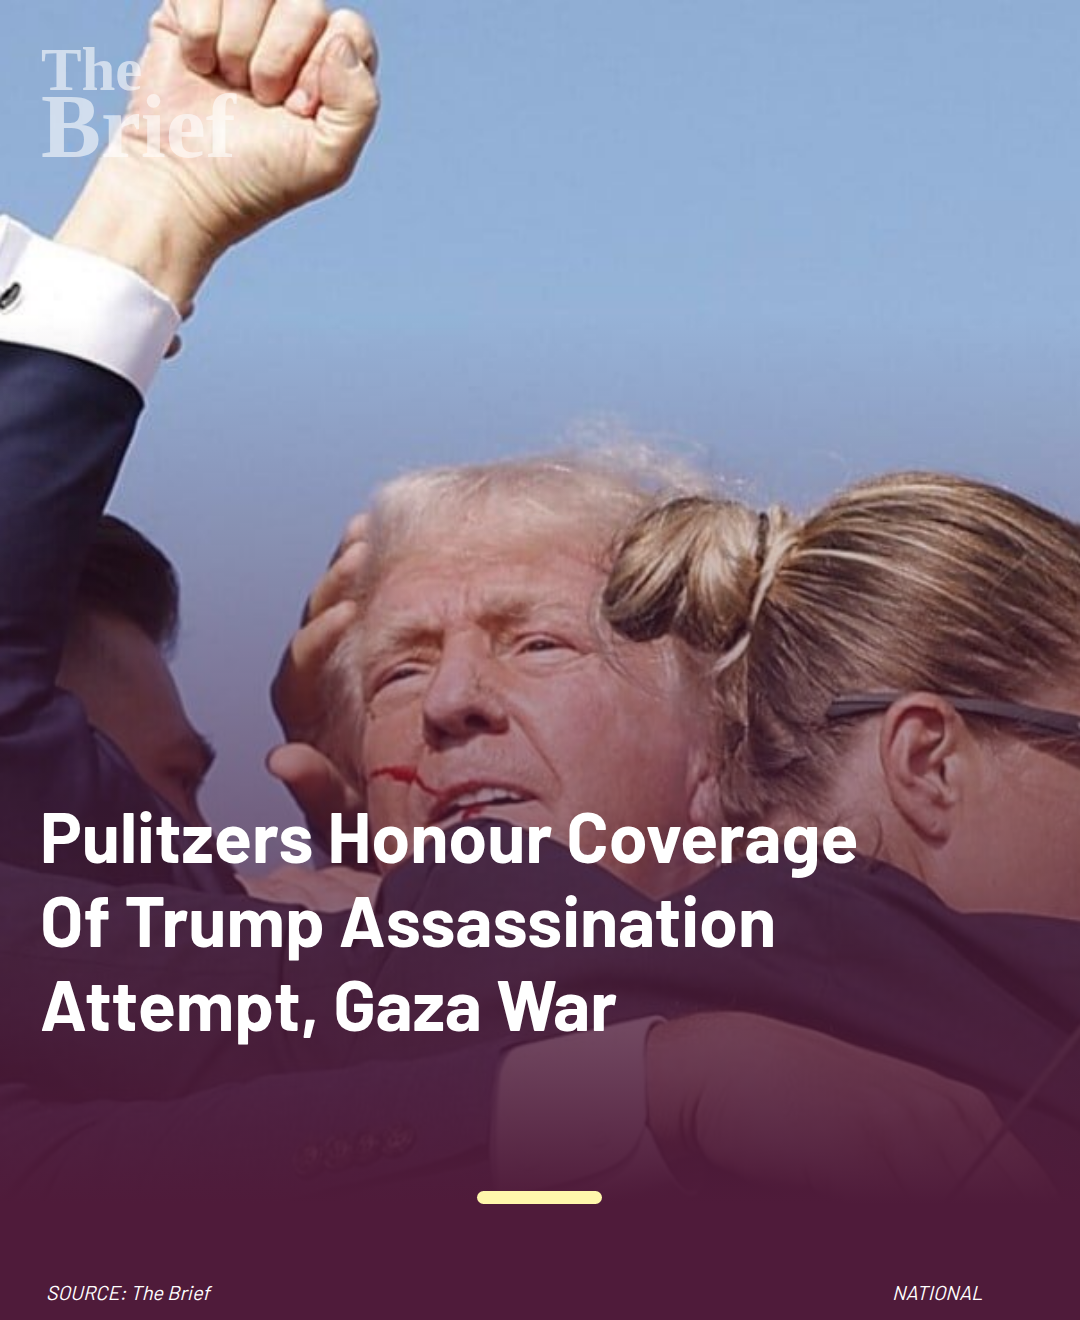 The
Brief
Pulitzers Honour Coverage
Of Trump Assassination
Attempt, Gaza War
SOURCE: The Brief
NATIONAL